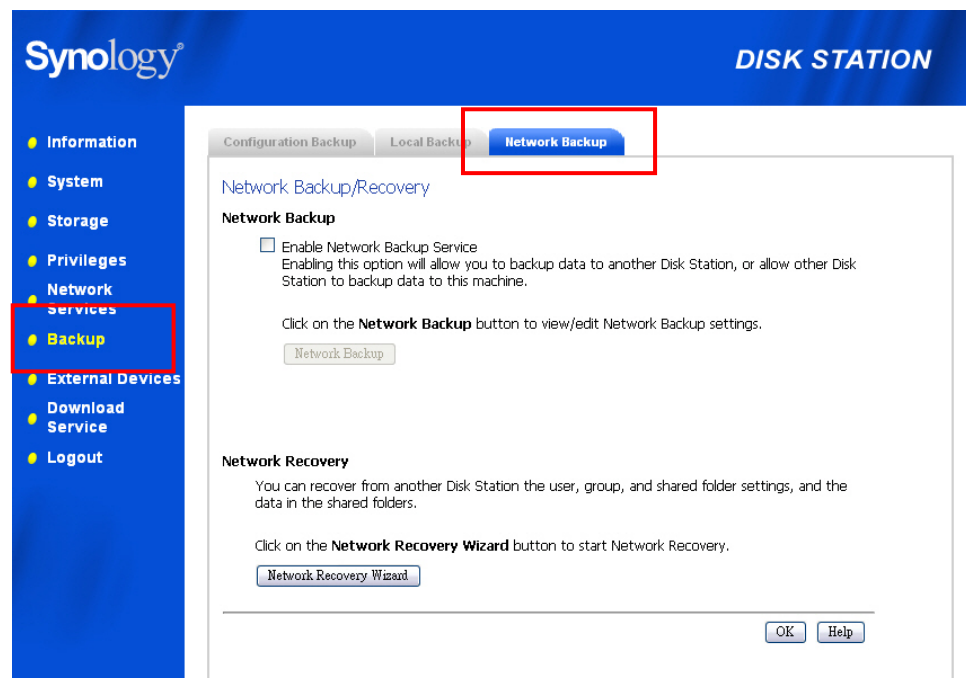 Synology®
DISK STATION
Information
System
Storage
Privileges
Network
Services
Backup
External Devices
Download
Service
Logout
Configuration Backup
Local Backup
Network Backup
Network Backup/Recovery
Network Backup
Enable Network Backup Service
Enabling this option will allow you to backup data to another Disk Station, or allow other Disk
Station to backup data to this machine.
Click on the Network Backup button to view/edit Network Backup settings.
Network Backup
Network Recovery
You can recover from another Disk Station the user, group, and shared folder settings, and the
data in the shared folders.
Click on the Network Recovery Wizard button to start Network Recovery.
Network Recovery Wizard
OK
Help